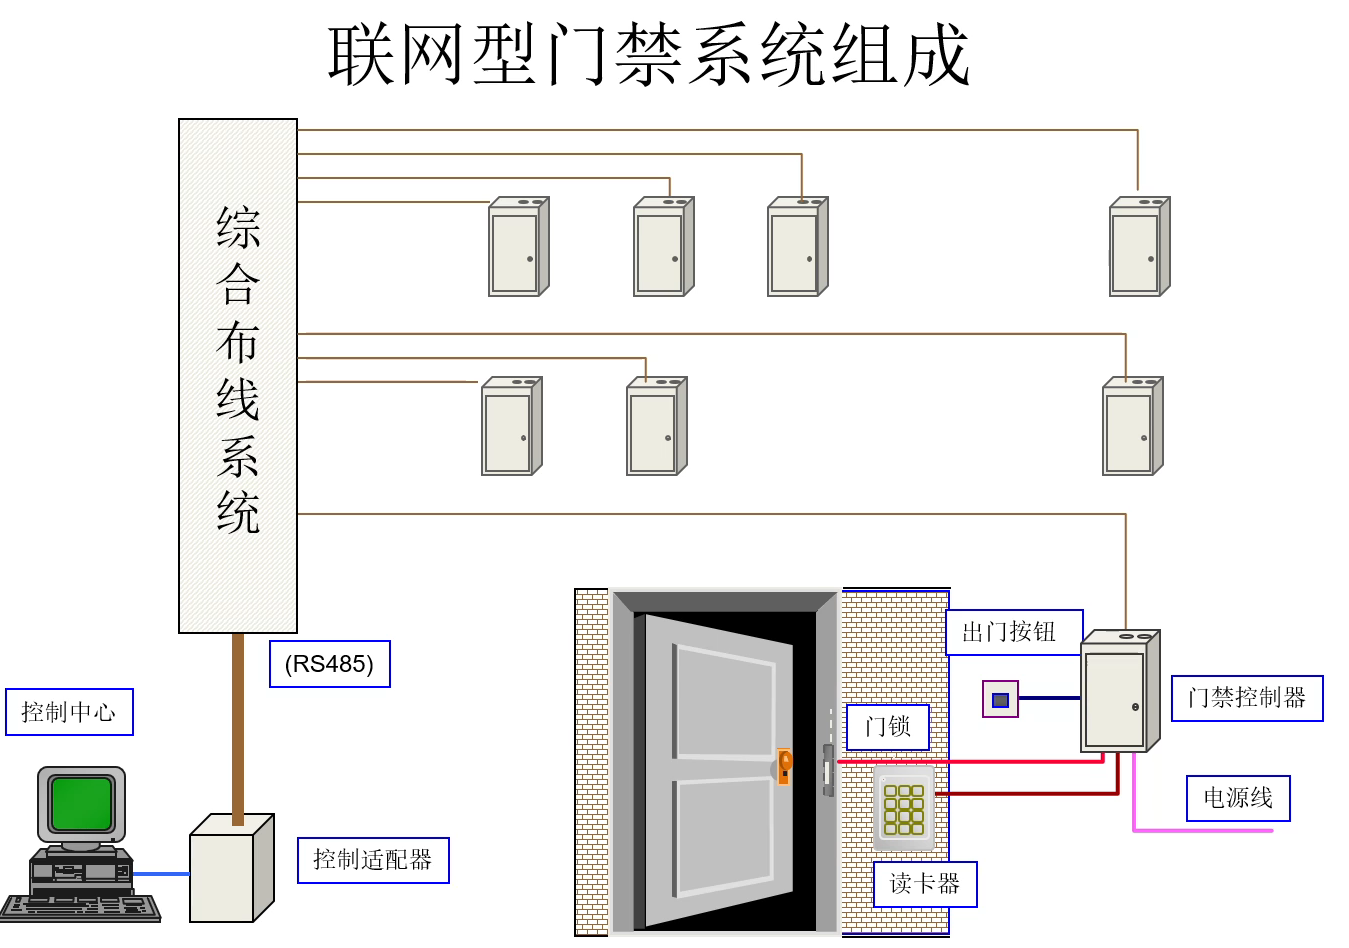 联网型门禁系统组成
综合布线系统
(RS485)
控制中心
控制适配器
出门按钮
门禁控制器
门锁
电源线
读卡器